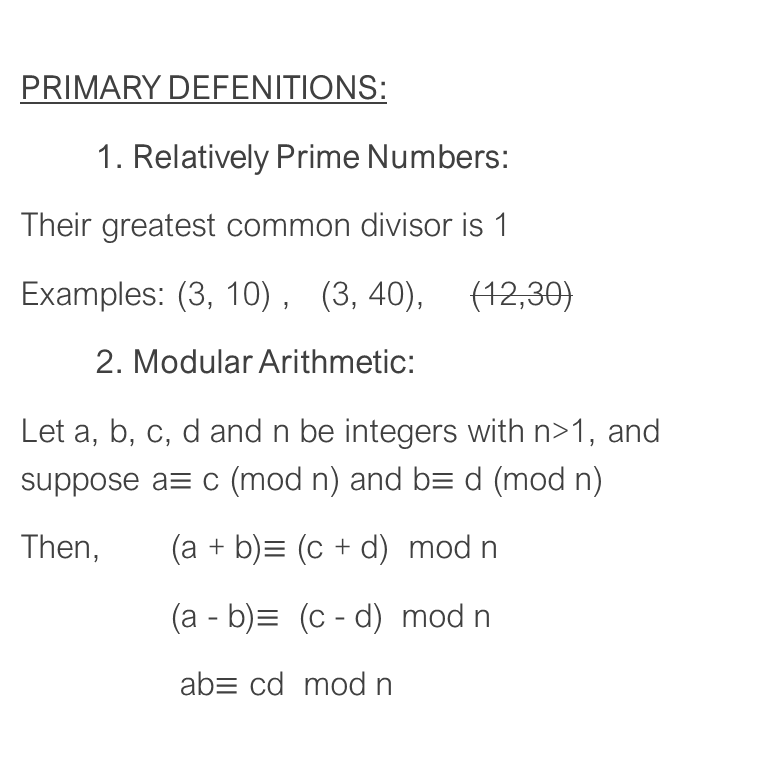 PRIMARY DEFENITIONS:
1. Relatively Prime Numbers:
Their greatest common divisor is 1
Examples: (3, 10) , (3, 40), (12,30)
2. Modular Arithmetic:
Let a, b, c, d and n be integers with n>1, and
suppose a≡ c (mod n) and b≡ d (mod n)
Then, (a + b)≡ (c + d) mod n
(a - b)≡ (c - d) mod n
ab≡ cd mod n